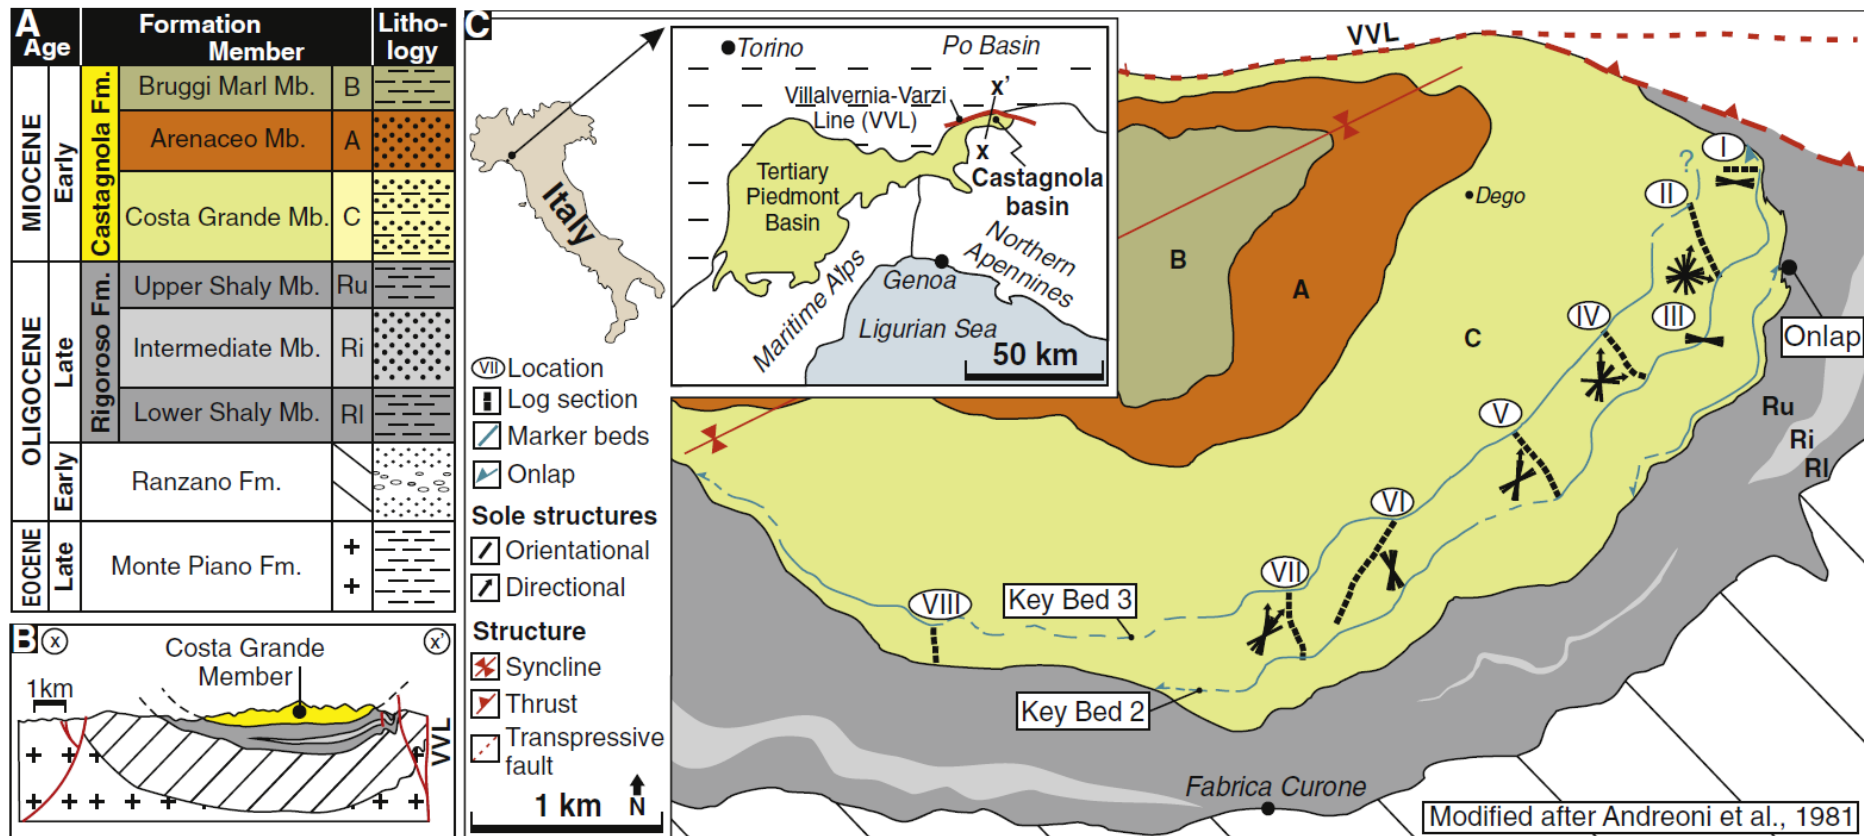 A
Age
Formation
Member
Litho-
logy
MIOCENE
Early
Castagnola Fm.
Bruggi Marl Mb.
B
Arenaceo Mb.
A
Costa Grande Mb.
C
OLIGOCENE
Late
Rigoroso Fm.
Upper Shaly Mb.
Ru
Intermediate Mb.
Ri
Lower Shaly Mb.
Rl
Early
Ranzano Fm.
EOCENE
Late
Monte Piano Fm.
B
x
x'
Costa Grande
Member
1km
VVL
C
Italy
Torino
Po Basin
Villalvernia-Varzi
Line (VVL)
x'
x
Tertiary
Piedmont
Basin
Castagnola
basin
Maritime Alps
Genoa
Northern
Apennines
Ligurian Sea
50 km
VII Location
Log section
Marker beds
Onlap
Sole structures
Orientational
Directional
Structure
Syncline
Thrust
Transpressive
fault
1 km
N
VVL
B
A
C
Dego
?
I
II
III
IV
V
VI
VII
VIII
Onlap
Ru
Ri
Rl
Key Bed 3
Key Bed 2
Fabrica Curone
Modified after Andreoni et al., 1981